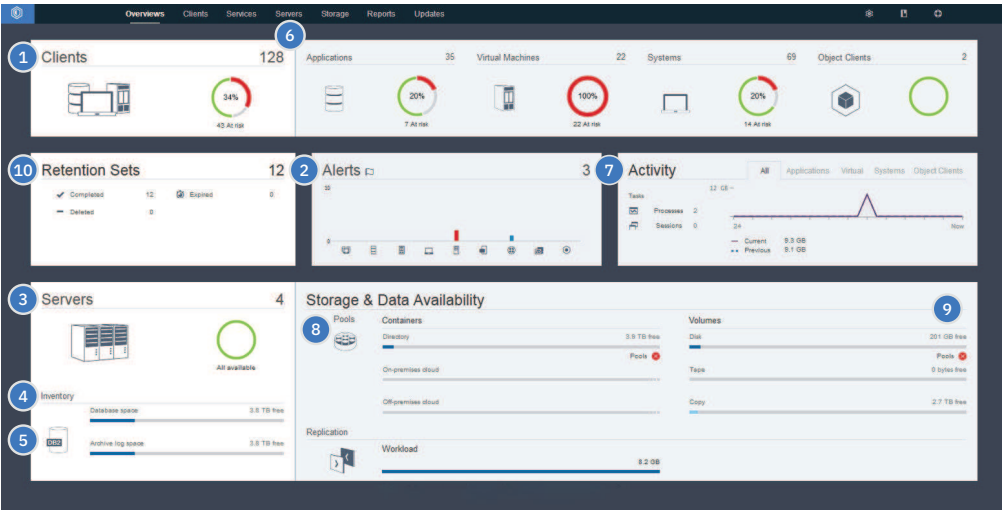 Overviews Clients Services Servers Storage Reports Updates
6
1 Clients 128
34%
43 At risk
Applications 35
20%
7 At risk
Virtual Machines 22
100%
22 At risk
Systems 69
20%
14 At risk
Object Clients 2
10 Retention Sets 12
Completed 12 Expired 0
Deleted 0
2 Alerts 3
10
0
7 Activity All Applications Virtual Systems Object Clients
Tasks
Processes 2
Sessions 0
12 GB
24 Now
Current 9.3 GB
Previous 9.1 GB
3 Servers 4
All available
4 Inventory
Database space 3.8 TB free
5 DB2
Archive log space 3.8 TB free
Storage & Data Availability
8 Pools
Containers
Directory 3.9 TB free
Pools
On-premises cloud
Off-premises cloud
9
Volumes
Disk 201 GB free
Pools
Tape 0 bytes free
Copy 2.7 TB free
Replication
Workload
8.2 GB